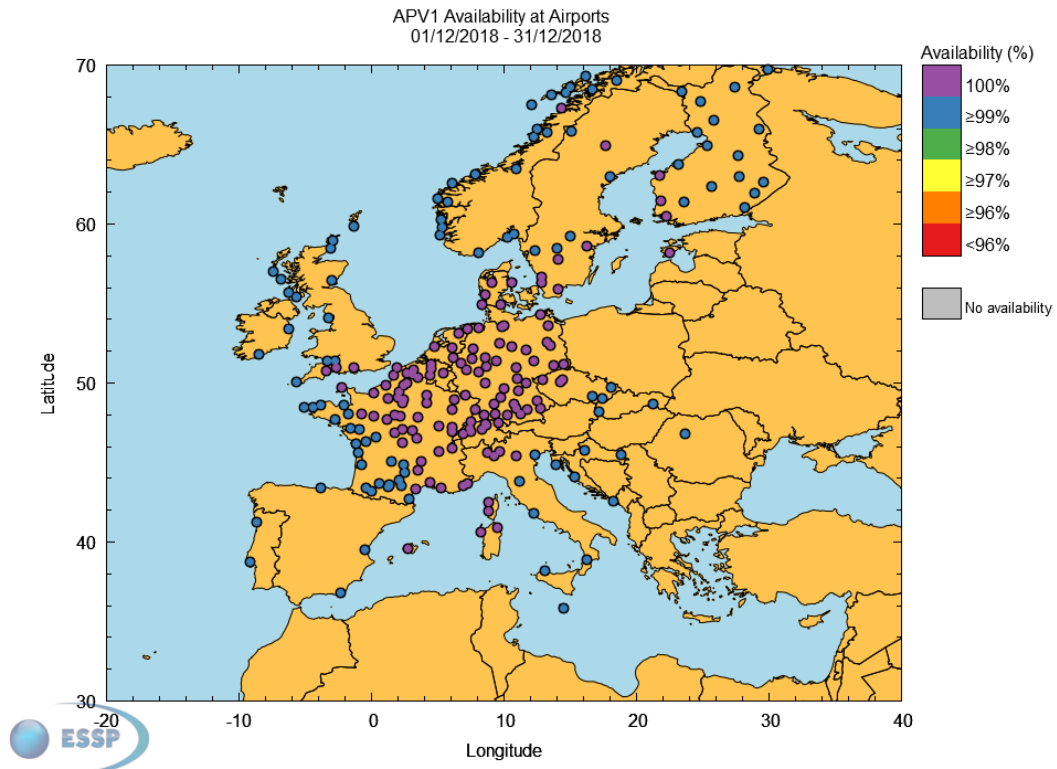 APV1 Availability at Airports
01/12/2018 - 31/12/2018
Availability (%)
100%
≥99%
≥98%
≥97%
≥96%
<96%
No availability
70
60
50
40
30
Latitude
-20
-10
0
10
20
30
40
Longitude
ESSP